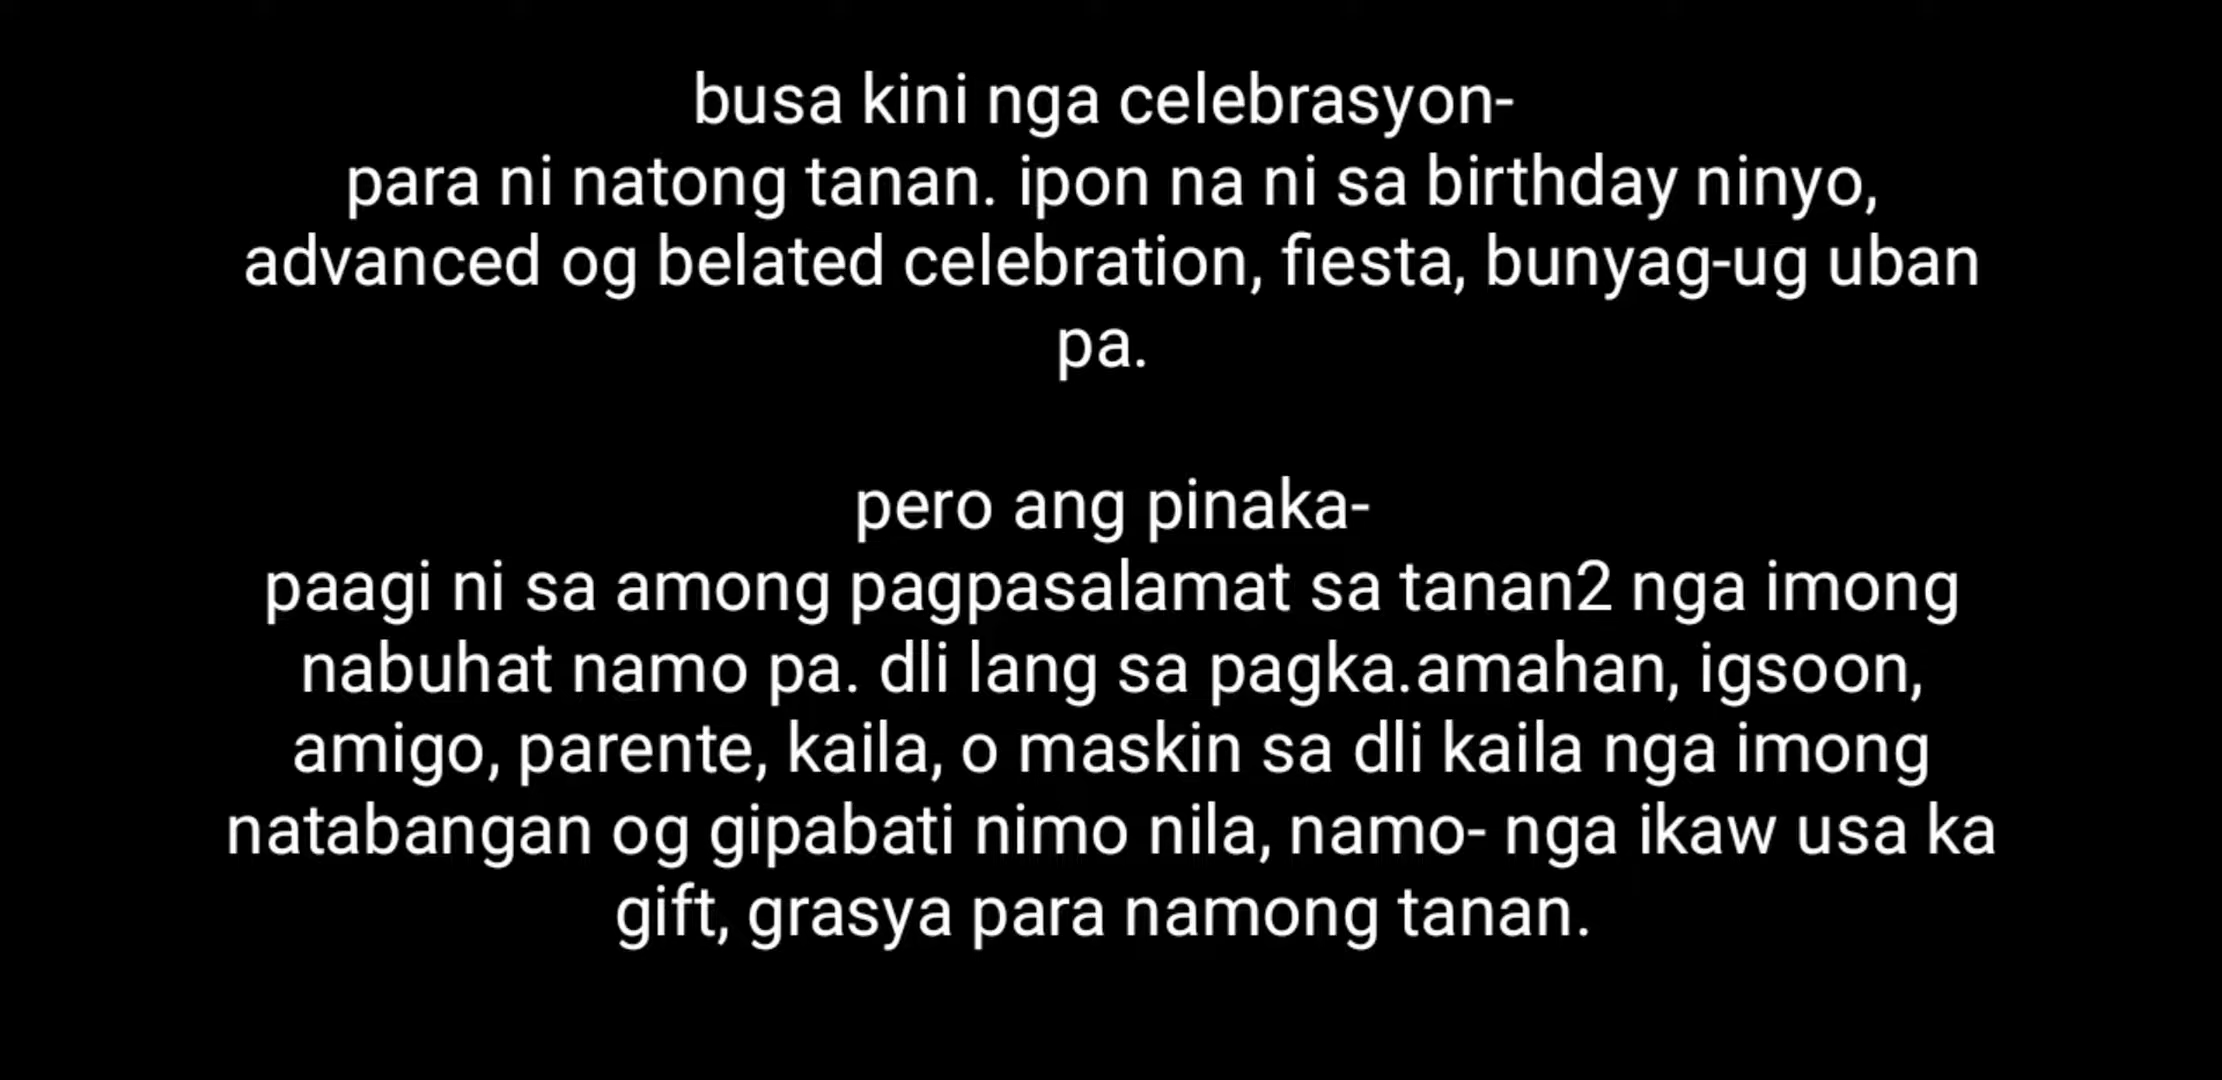 busa kini nga celebrasyon-
para ni natong tanan. ipon na ni sa birthday ninyo,
advanced og belated celebration, fiesta, bunyag-ug uban
pa.
pero ang pinaka-
paagi ni sa among pagpasalamat sa tanan2 nga imong
nabuhat namo pa. dli lang sa pagka.amahan, igsoon,
amigo, parente, kaila, o maskin sa dli kaila nga imong
natabangan og gipabati nimo nila, namo- nga ikaw usa ka
gift, grasya para namong tanan.